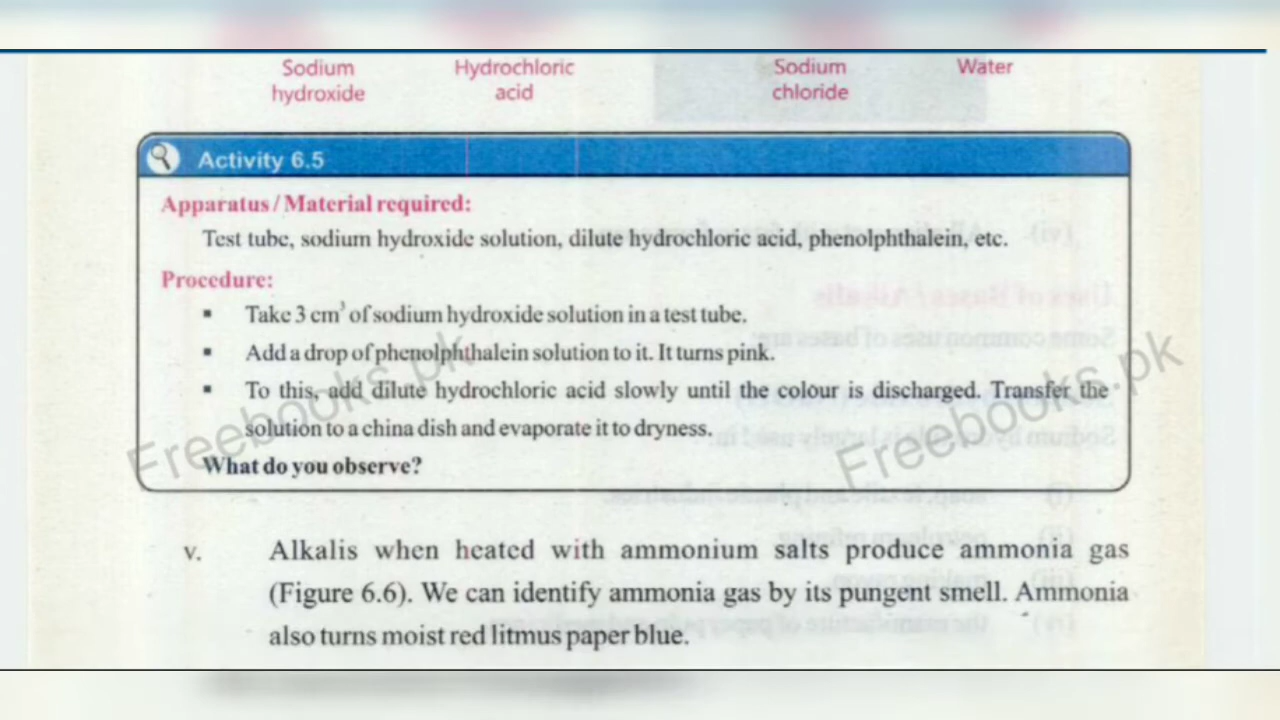 Sodium hydroxide
Hydrochloric acid
Sodium chloride
Water
Activity 6.5
Apparatus / Material required:
Test tube, sodium hydroxide solution, dilute hydrochloric acid, phenolphthalein, etc.
Procedure:
▪ Take 3 cm³ of sodium hydroxide solution in a test tube.
▪ Add a drop of phenolphthalein solution to it. It turns pink.
▪ To this, add dilute hydrochloric acid slowly until the colour is discharged. Transfer the
solution to a china dish and evaporate it to dryness.
What do you observe?
Freebooks.pk
Freebooks.pk
v. Alkalis when heated with ammonium salts produce ammonia gas
(Figure 6.6). We can identify ammonia gas by its pungent smell. Ammonia
also turns moist red litmus paper blue.